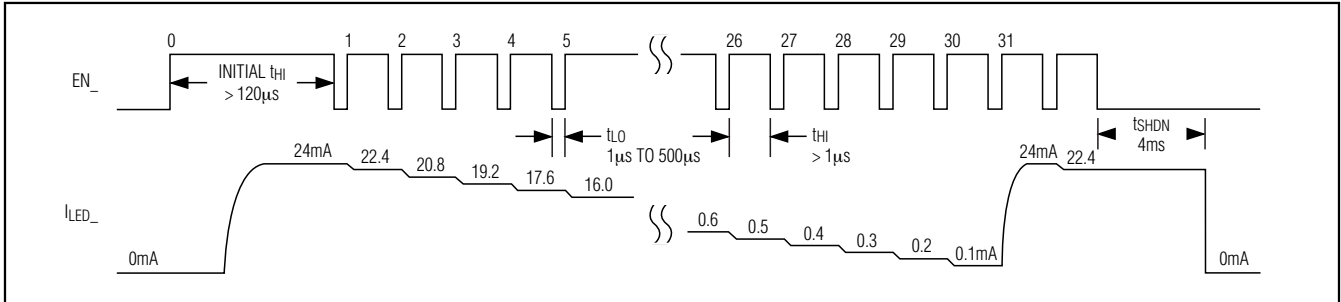 0 1 2 3 4 5 26 27 28 29 30 31
EN_
INITIAL tHI
> 120µs
tLO
1µs TO 500µs
tHI
> 1µs
tSHDN
4ms
24mA 22.4 20.8 19.2 17.6 16.0
24mA 22.4
ILED_
0.6 0.5 0.4 0.3 0.2 0.1mA
0mA 0mA